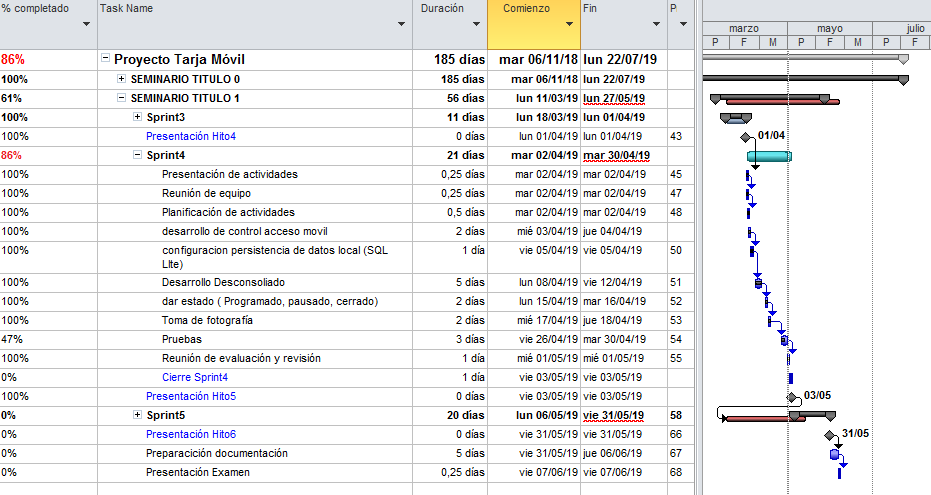 % completado Task Name Duración Comienzo Fin P
marzo mayo julio
P F M P F M P F
86% Proyecto Tarja Móvil 185 días mar 06/11/18 lun 22/07/19
100% SEMINARIO TITULO 0 185 días mar 06/11/18 lun 22/07/19
61% SEMINARIO TITULO 1 56 días lun 11/03/19 lun 27/05/19
100% Sprint3 11 días lun 18/03/19 lun 01/04/19
100% Presentación Hito4 0 días lun 01/04/19 lun 01/04/19 43 01/04
86% Sprint4 21 días mar 02/04/19 mar 30/04/19
100% Presentación de actividades 0,25 días mar 02/04/19 mar 02/04/19 45
100% Reunión de equipo 0,25 días mar 02/04/19 mar 02/04/19 47
100% Planificación de actividades 0,5 días mar 02/04/19 mar 02/04/19 48
100% desarrollo de control acceso movil 2 días mié 03/04/19 jue 04/04/19
100% configuracion persistencia de datos local (SQL 1 día vie 05/04/19 vie 05/04/19 50
LIte)
100% Desarrollo Desconsoliado 5 días lun 08/04/19 vie 12/04/19 51
100% dar estado ( Programado, pausado, cerrado) 2 días lun 15/04/19 mar 16/04/19 52
100% Toma de fotografía 2 días mié 17/04/19 jue 18/04/19 53
47% Pruebas 3 días vie 26/04/19 mar 30/04/19 54
100% Reunión de evaluación y revisión 1 día mié 01/05/19 mié 01/05/19 55
0% Cierre Sprint4 1 día vie 03/05/19 vie 03/05/19
100% Presentación Hito5 0 días vie 03/05/19 vie 03/05/19 03/05
0% Sprint5 20 días lun 06/05/19 vie 31/05/19 58
0% Presentación Hito6 0 días vie 31/05/19 vie 31/05/19 66 31/05
0% Preparacición documentación 5 días vie 31/05/19 jue 06/06/19 67
0% Presentación Examen 0,25 días vie 07/06/19 vie 07/06/19 68